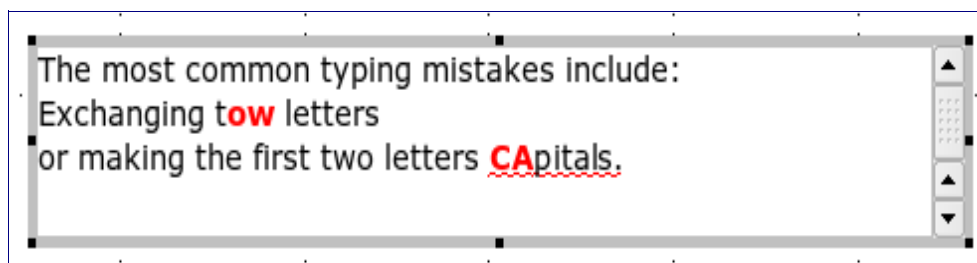 The most common typing mistakes include:
Exchanging tow letters
or making the first two letters CApitals.